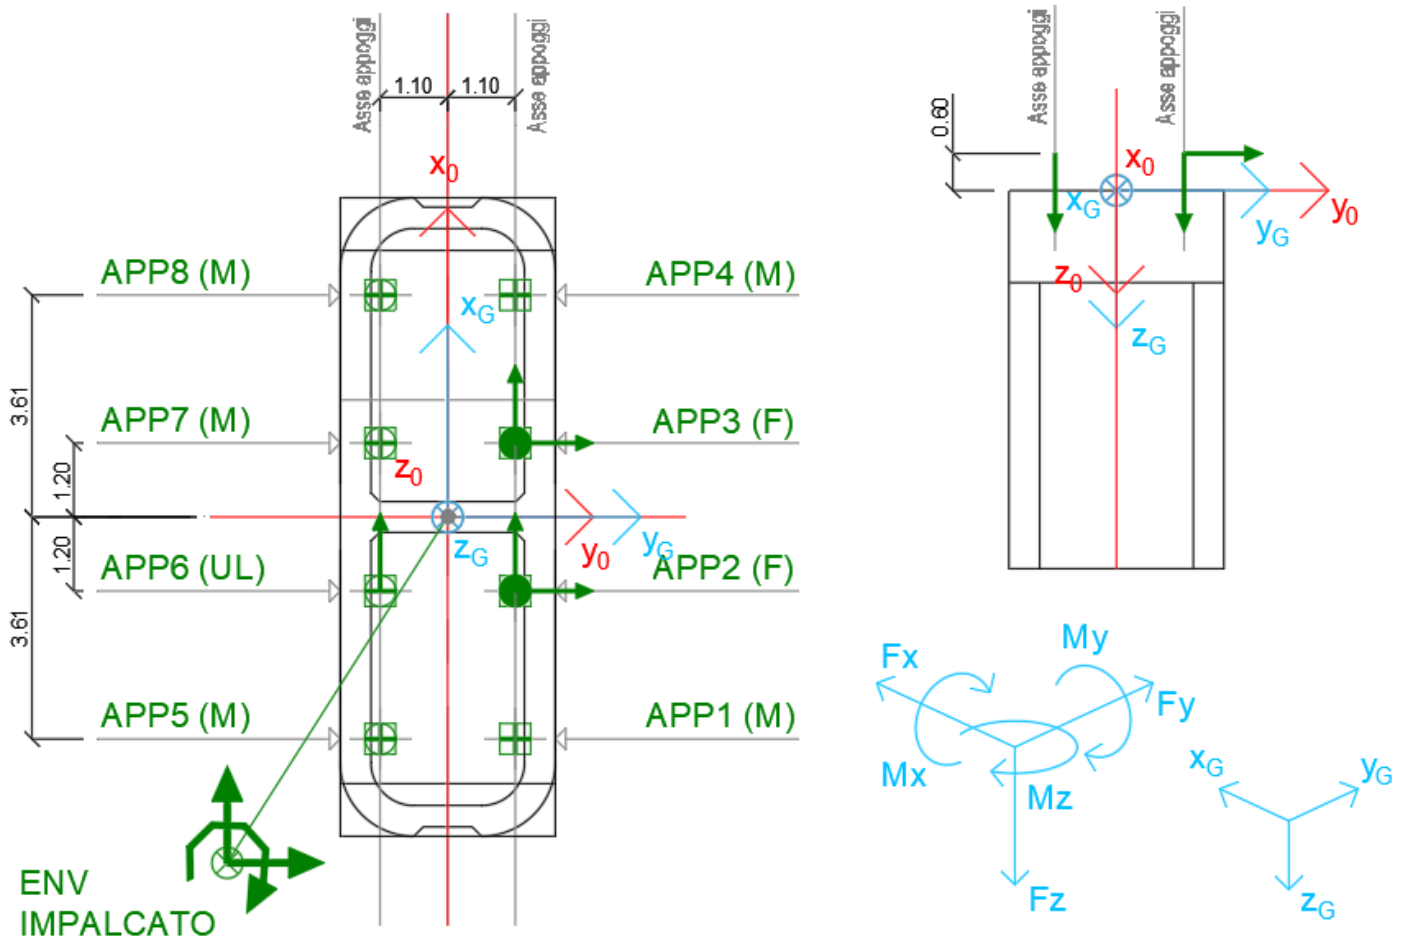 Asse appoggi
Asse appoggi
1.10
1.10
x0
APP8 (M)
APP4 (M)
xG
3.61
APP7 (M)
APP3 (F)
1.20
z0
zG
y0
yG
1.20
APP6 (UL)
APP2 (F)
3.61
APP5 (M)
APP1 (M)
ENV
IMPALCATO
Asse appoggi
Asse appoggi
0.60
x0
xG
yG
y0
z0
zG
My
Fx
Fy
Mx
Mz
Fz
xG
yG
zG